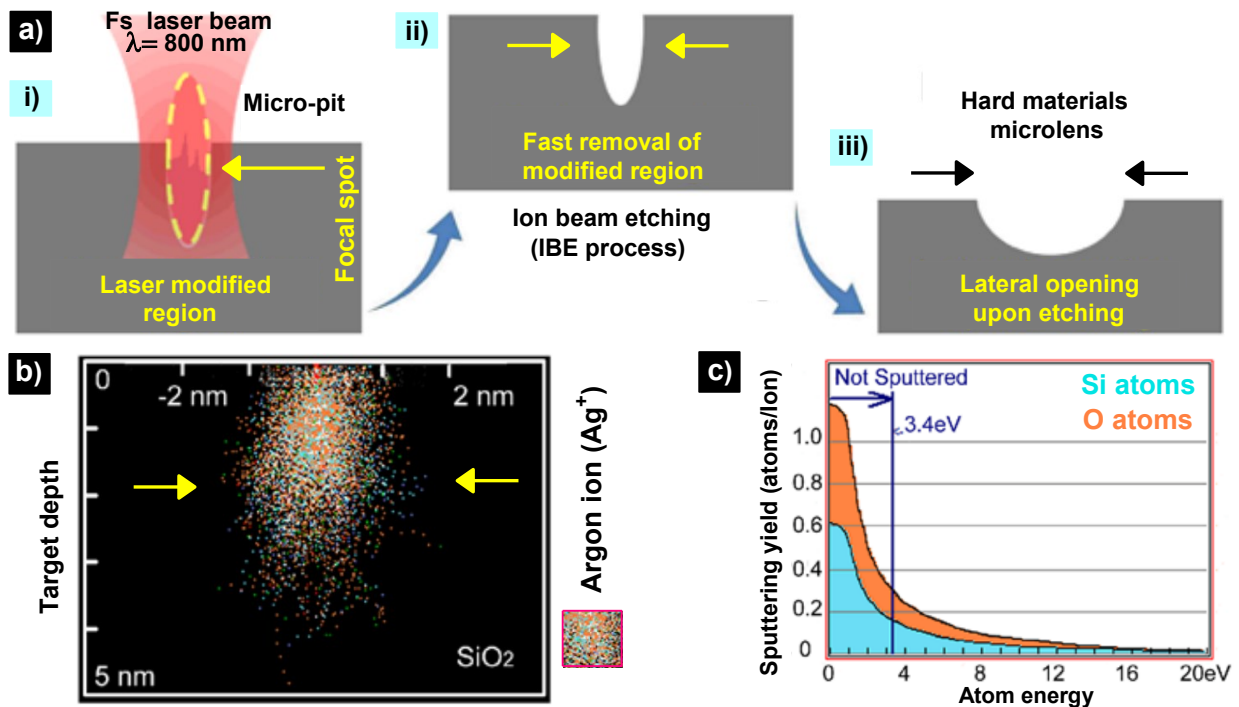 a)
Fs laser beam
λ= 800 nm
i)
Micro-pit
Focal spot
Laser modified
region
ii)
Fast removal of
modified region
Ion beam etching
(IBE process)
Hard materials
microlens
iii)
Lateral opening
upon etching
b)
0
-2 nm
2 nm
Target depth
5 nm
SiO₂
Argon ion (Ag⁺)
c)
Not Sputtered
3.4eV
Si atoms
O atoms
Sputtering yield (atoms/Ion)
1.0
0.8
0.6
0.4
0.2
0
0 4 8 12 16 20eV
Atom energy